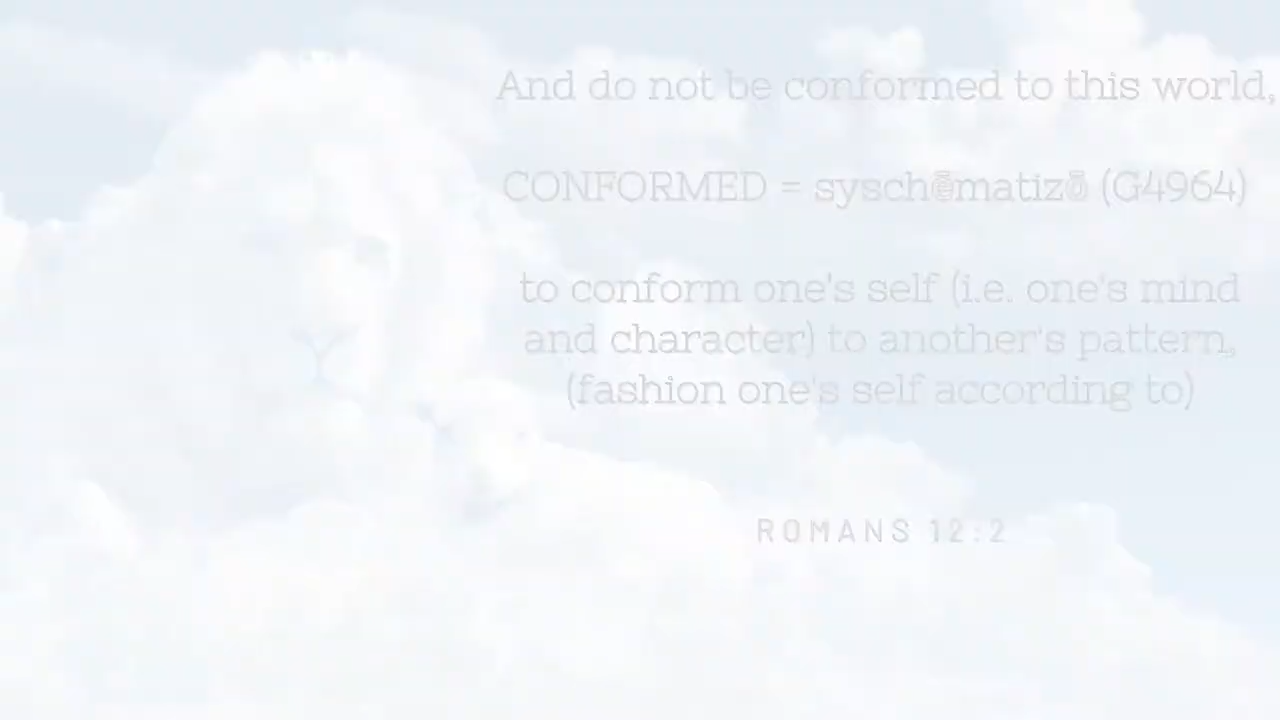 And do not be conformed to this world,
CONFORMED = syschēmatizō (G4964)
to conform one's self (i.e. one's mind
and character) to another's pattern,
(fashion one's self according to)
ROMANS 12:2